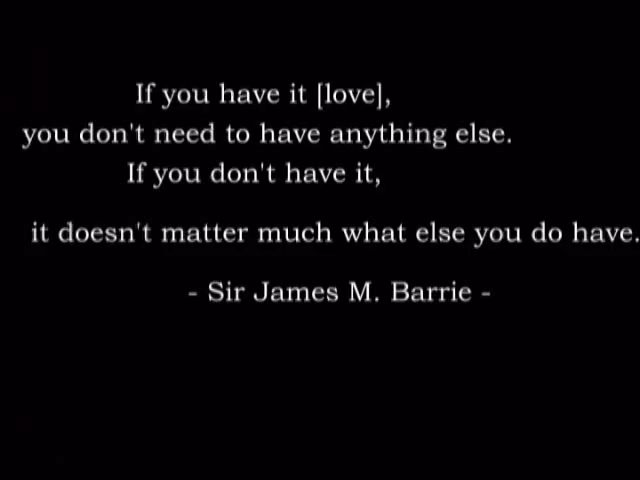 If you have it [love],
you don't need to have anything else.
If you don't have it,
it doesn't matter much what else you do have.
- Sir James M. Barrie -